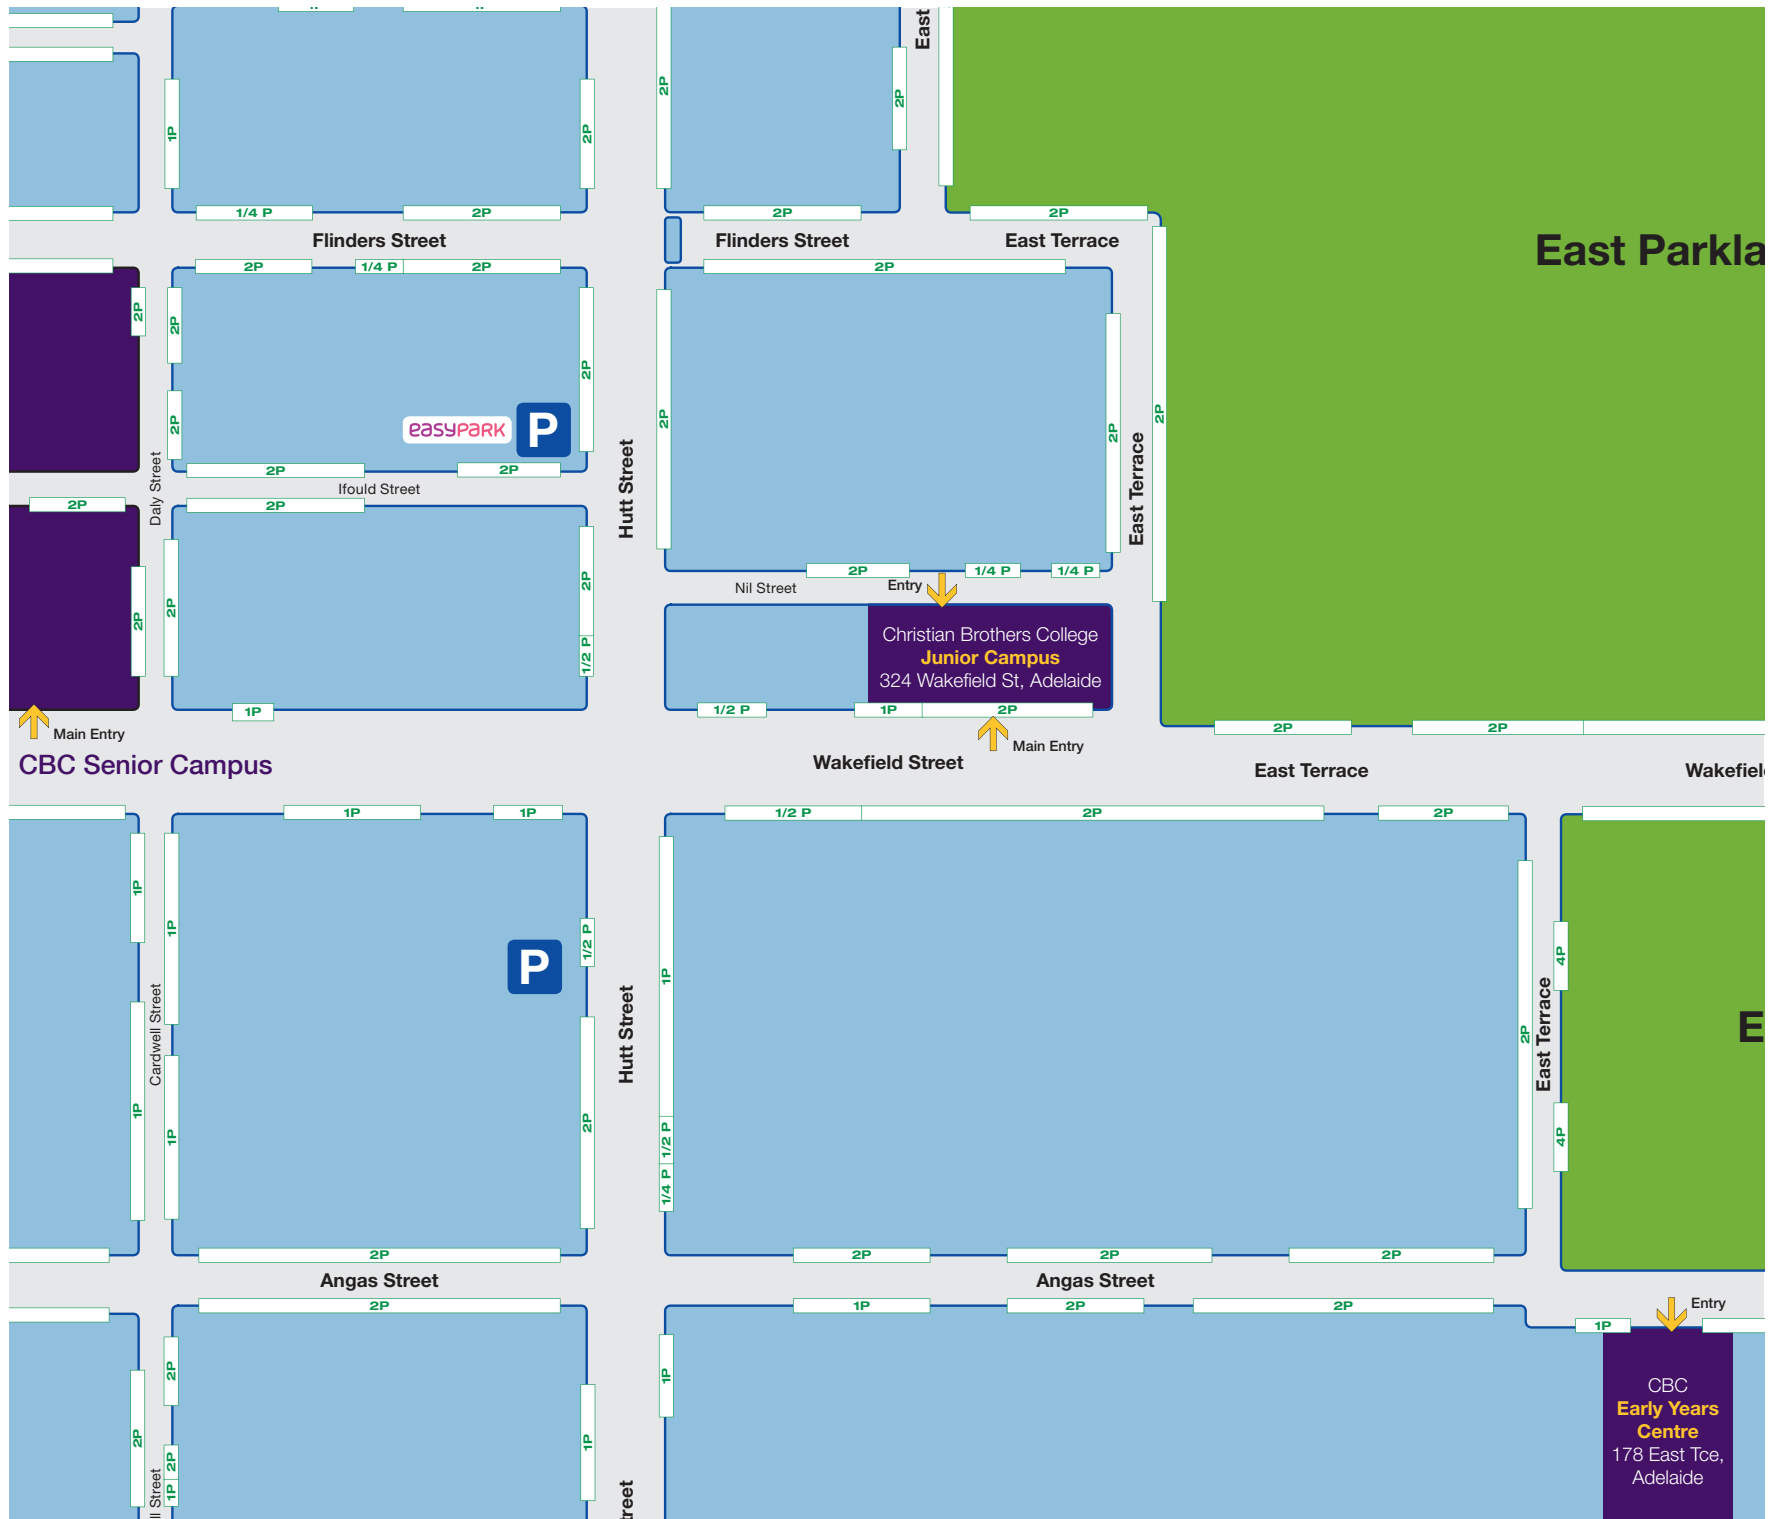 East
2P
2P
1P
2P
1/4 P
2P
2P
2P
Flinders Street
Flinders Street
East Terrace
East Parkla
2P
1/4 P
2P
2P
2P
2P
2P
2P
2P
2P
2P
easyPARK
P
2P
2P
Daly Street
Ifould Street
Hutt Street
East Terrace
2P
2P
2P
2P
2P
1/2 P
2P
1/4 P
1/4 P
Nil Street
Entry
Christian Brothers College
Junior Campus
324 Wakefield St, Adelaide
1P
1/2 P
1P
2P
Main Entry
Main Entry
2P
2P
CBC Senior Campus
Wakefield Street
East Terrace
Wakefiel
1P
1P
1/2 P
2P
2P
1P
1P
1/2 P
1P
4P
P
Cardwell Street
Hutt Street
2P
East Terrace
E
1P
1P
2P
1/2 P
1/4 P
4P
2P
2P
2P
2P
Angas Street
Angas Street
2P
1P
2P
2P
Entry
1P
2P
1P
2P
2P
1P
1P
ll Street
treet
CBC
Early Years
Centre
178 East Tce,
Adelaide